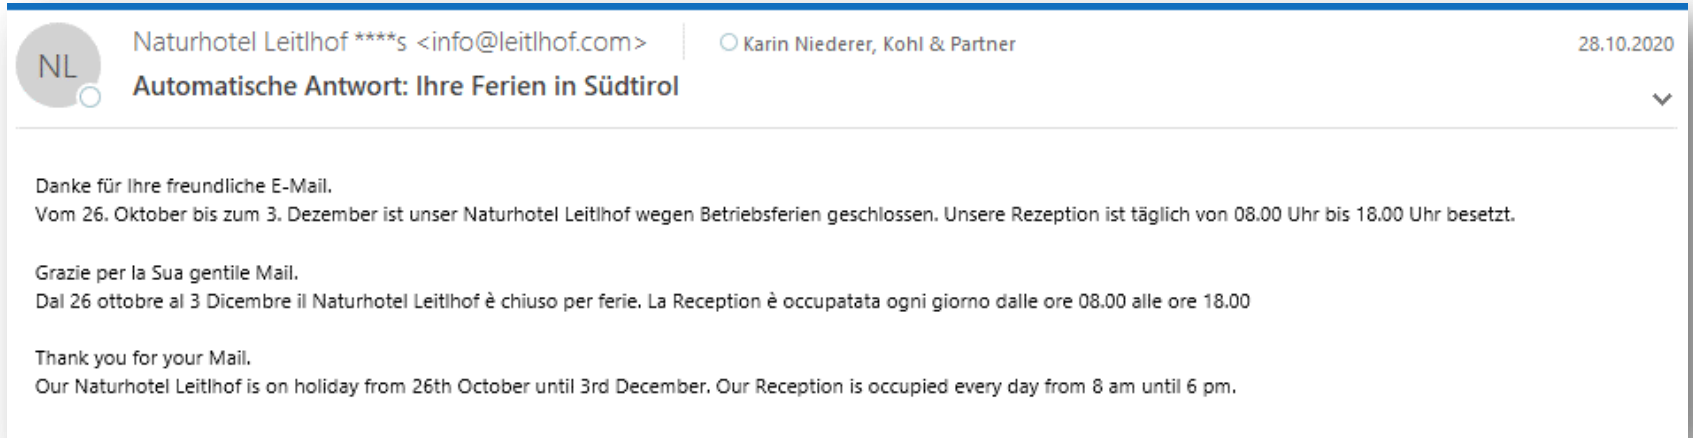 NL
Naturhotel Leitlhof ****s <info@leitlhof.com>
Karin Niederer, Kohl & Partner
28.10.2020
Automatische Antwort: Ihre Ferien in Südtirol
Danke für Ihre freundliche E-Mail.
Vom 26. Oktober bis zum 3. Dezember ist unser Naturhotel Leitlhof wegen Betriebsferien geschlossen. Unsere Rezeption ist täglich von 08.00 Uhr bis 18.00 Uhr besetzt.
Grazie per la Sua gentile Mail.
Dal 26 ottobre al 3 Dicembre il Naturhotel Leitlhof è chiuso per ferie. La Reception è occupatata ogni giorno dalle ore 08.00 alle ore 18.00
Thank you for your Mail.
Our Naturhotel Leitlhof is on holiday from 26th October until 3rd December. Our Reception is occupied every day from 8 am until 6 pm.